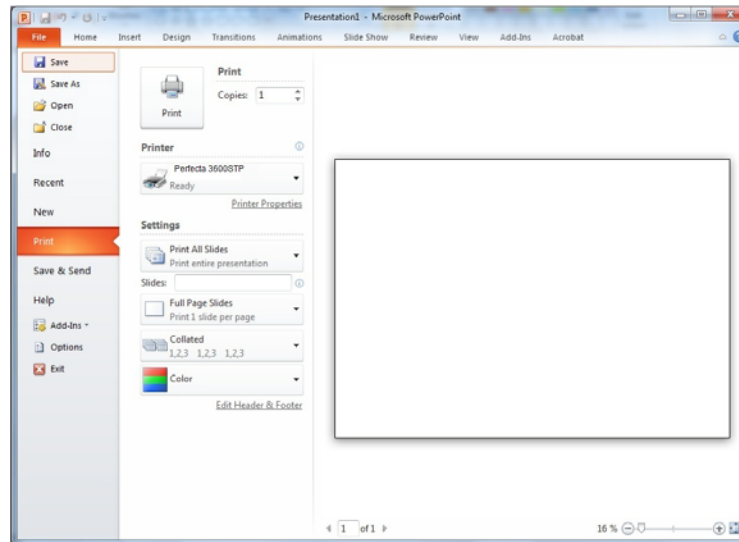 Presentation1 - Microsoft PowerPoint
File Home Insert Design Transitions Animations Slide Show Review View Add-Ins Acrobat
Save
Save As
Open
Close
Info
Recent
New
Print
Save & Send
Help
Add-Ins
Options
Exit
Print
Copies: 1
Print
Printer
Perfecta 3600STP
Ready
Printer Properties
Settings
Print All Slides
Print entire presentation
Slides:
Full Page Slides
Print 1 slide per page
Collated
1,2,3 1,2,3 1,2,3
Color
Edit Header & Footer
1 of 1
16 %